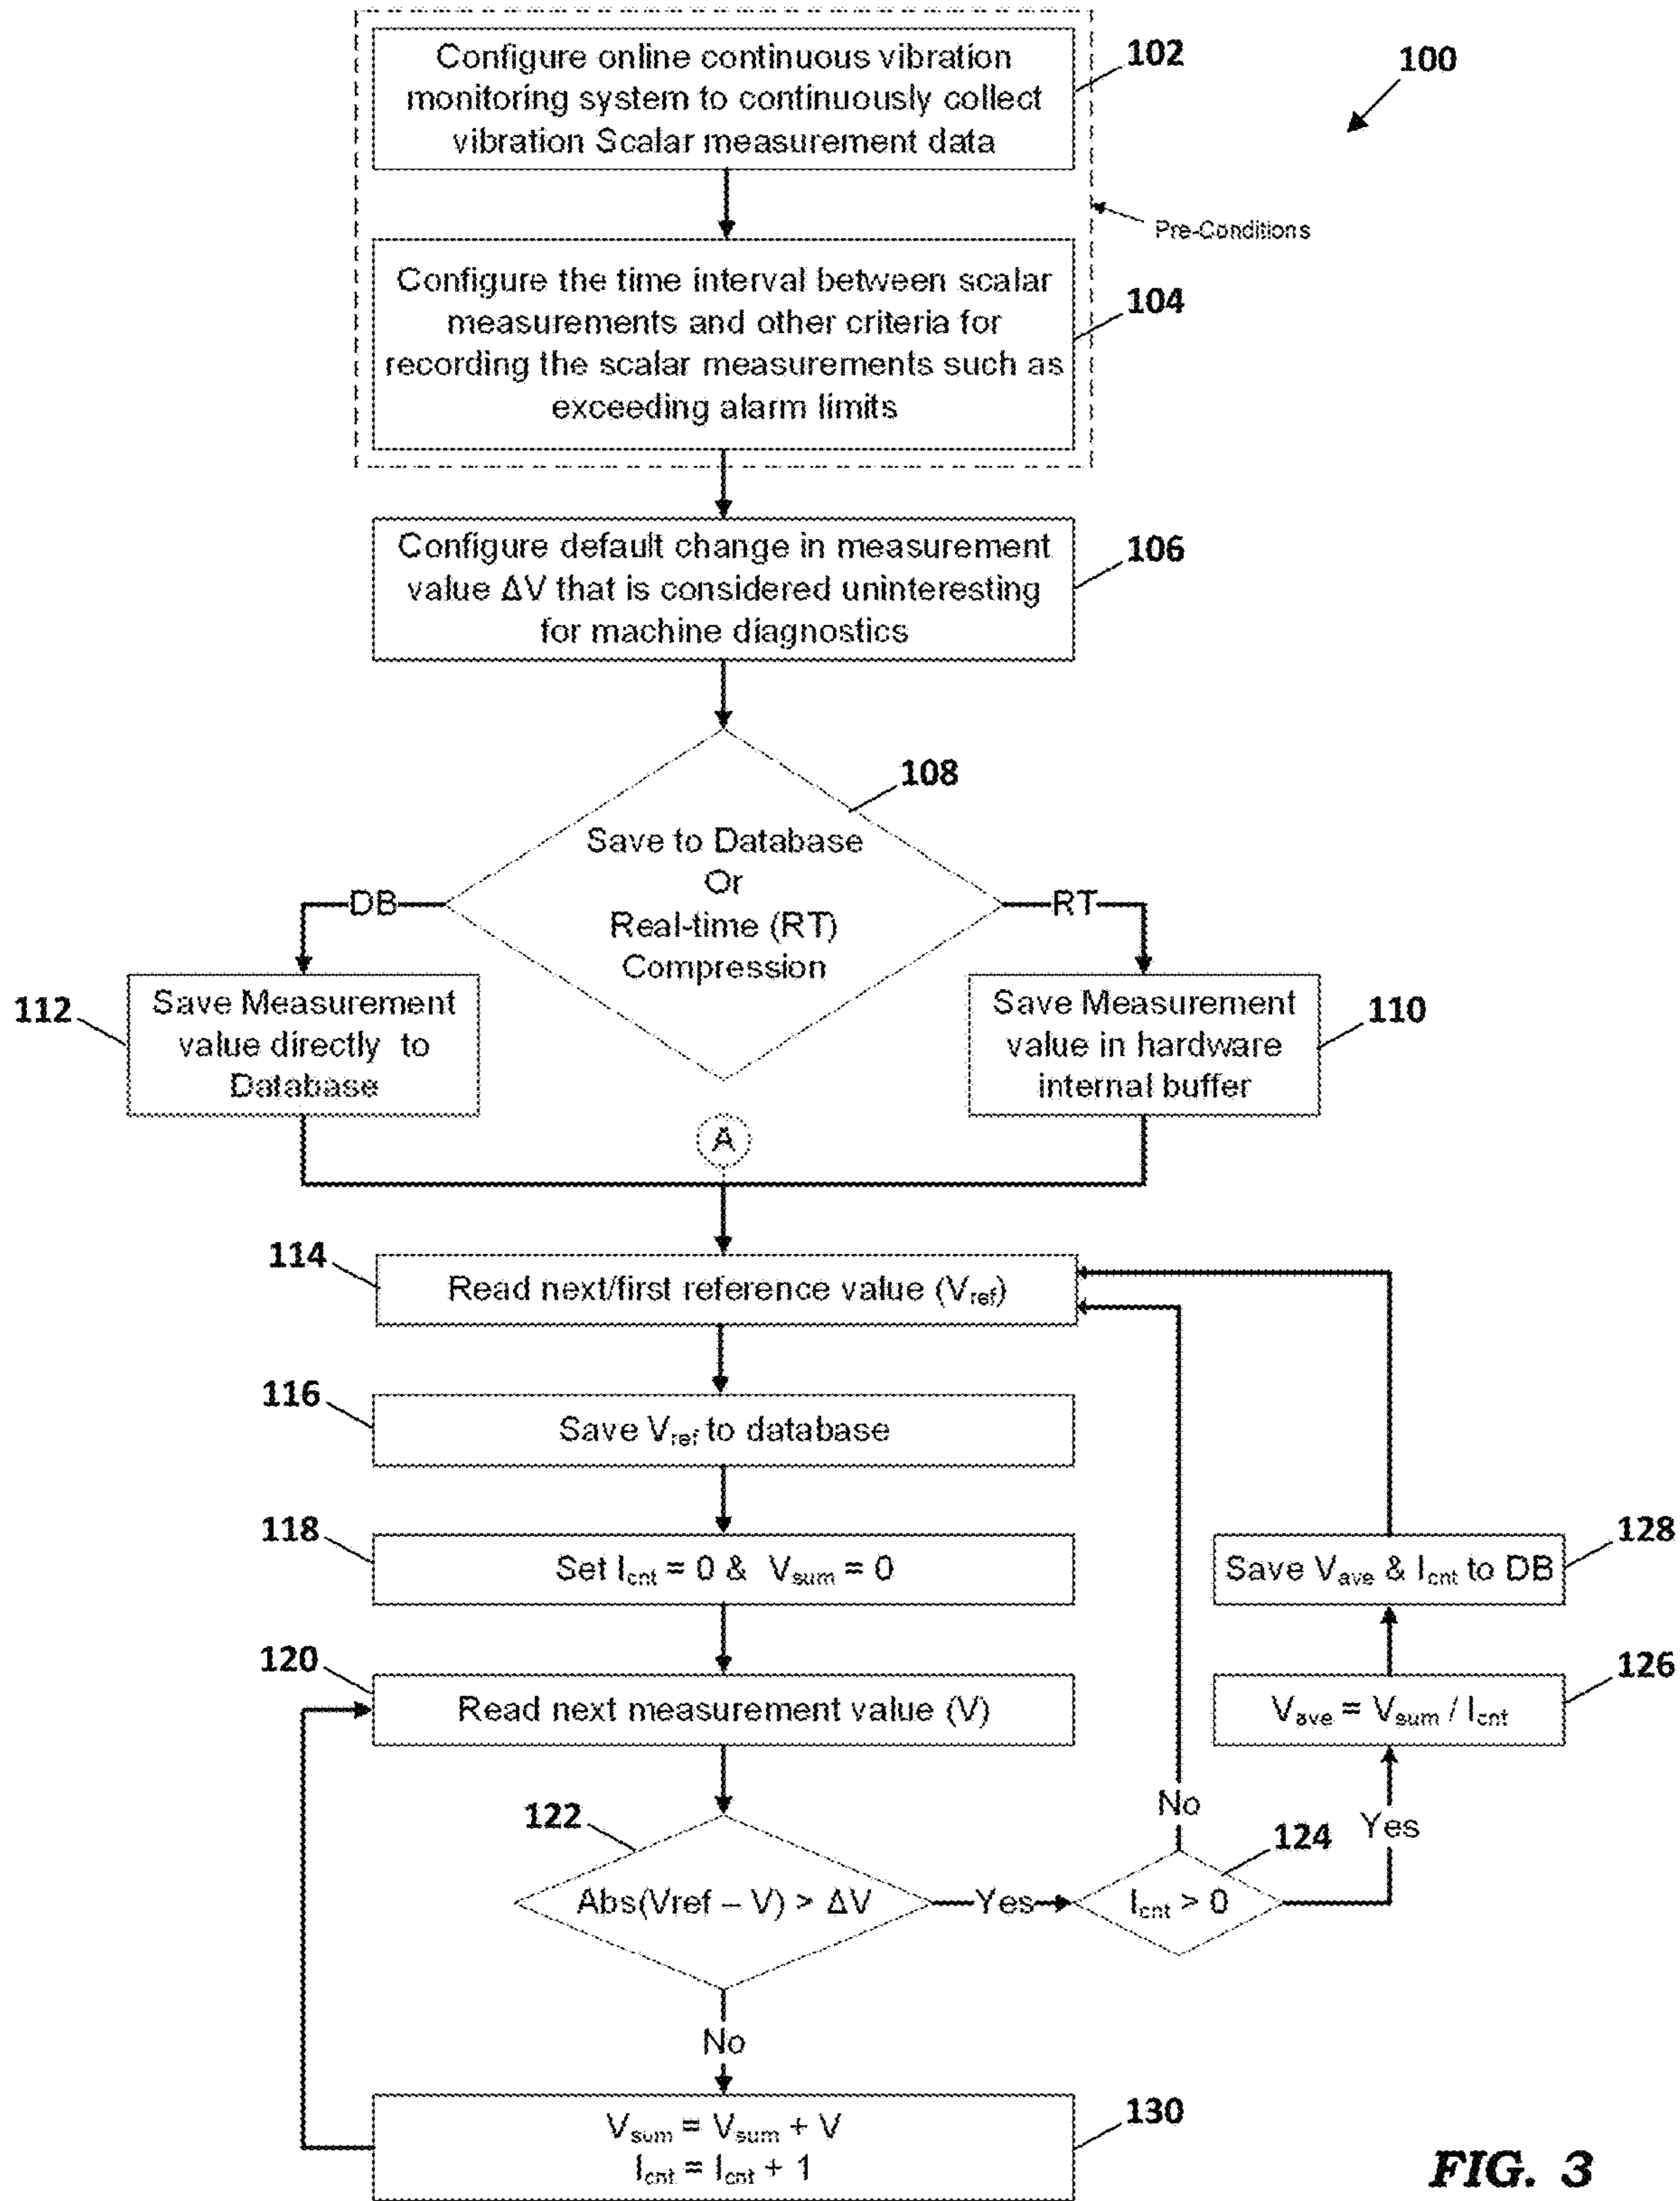 100
102
Configure online continuous vibration
monitoring system to continuously collect
vibration Scalar measurement data
Pre-Conditions
104
Configure the time interval between scalar
measurements and other criteria for
recording the scalar measurements such as
exceeding alarm limits
106
Configure default change in measurement
value ΔV that is considered uninteresting
for machine diagnostics
108
Save to Database
Or
Real-time (RT)
Compression
DB
RT
112
Save Measurement
value directly to
Database
110
Save Measurement
value in hardware
internal buffer
A
114
Read next/first reference value (Vref)
116
Save Vref to database
118
Set Icnt = 0 & Vsum = 0
128
Save Vave & Icnt to DB
120
Read next measurement value (V)
126
Vave = Vsum / Icnt
122
Abs(Vref – V) > ΔV
Yes
124
Icnt > 0
No
Yes
No
130
Vsum = Vsum + V
Icnt = Icnt + 1
FIG. 3